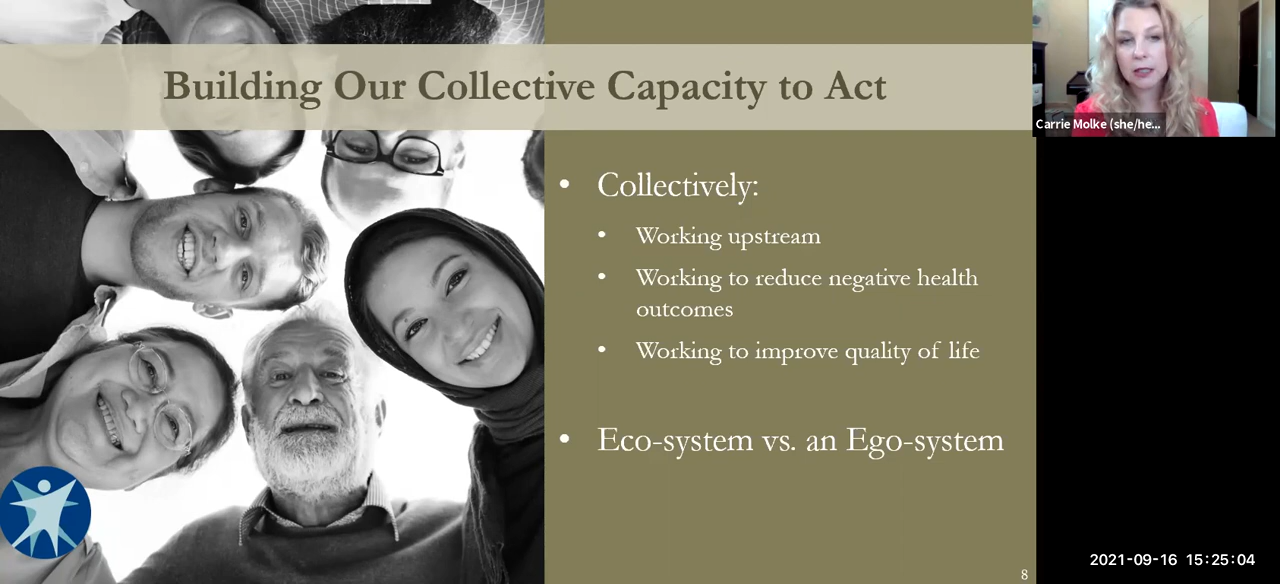 Building Our Collective Capacity to Act
Carrie Molke (she/he...
• Collectively:
• Working upstream
• Working to reduce negative health
outcomes
• Working to improve quality of life
• Eco-system vs. an Ego-system
2021-09-16 15:25:04
8